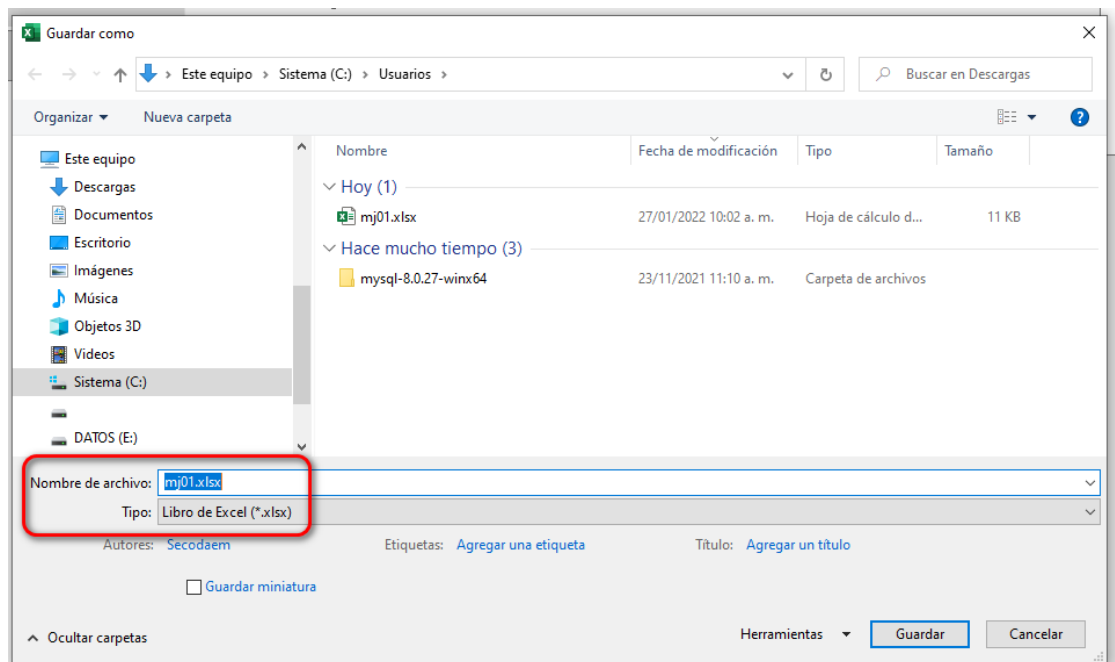 Guardar como
Este equipo > Sistema (C:) > Usuarios >
Buscar en Descargas
Organizar
Nueva carpeta
Este equipo
Descargas
Documentos
Escritorio
Imágenes
Música
Objetos 3D
Videos
Sistema (C:)
DATOS (E:)
Nombre Fecha de modificación Tipo Tamaño
Hoy (1)
mj01.xlsx 27/01/2022 10:02 a. m. Hoja de cálculo d... 11 KB
Hace mucho tiempo (3)
mysql-8.0.27-winx64 23/11/2021 11:10 a. m. Carpeta de archivos
Nombre de archivo: mj01.xlsx
Tipo: Libro de Excel (*.xlsx)
Autores: Secodaem Etiquetas: Agregar una etiqueta Título: Agregar un título
Guardar miniatura
Ocultar carpetas
Herramientas Guardar Cancelar